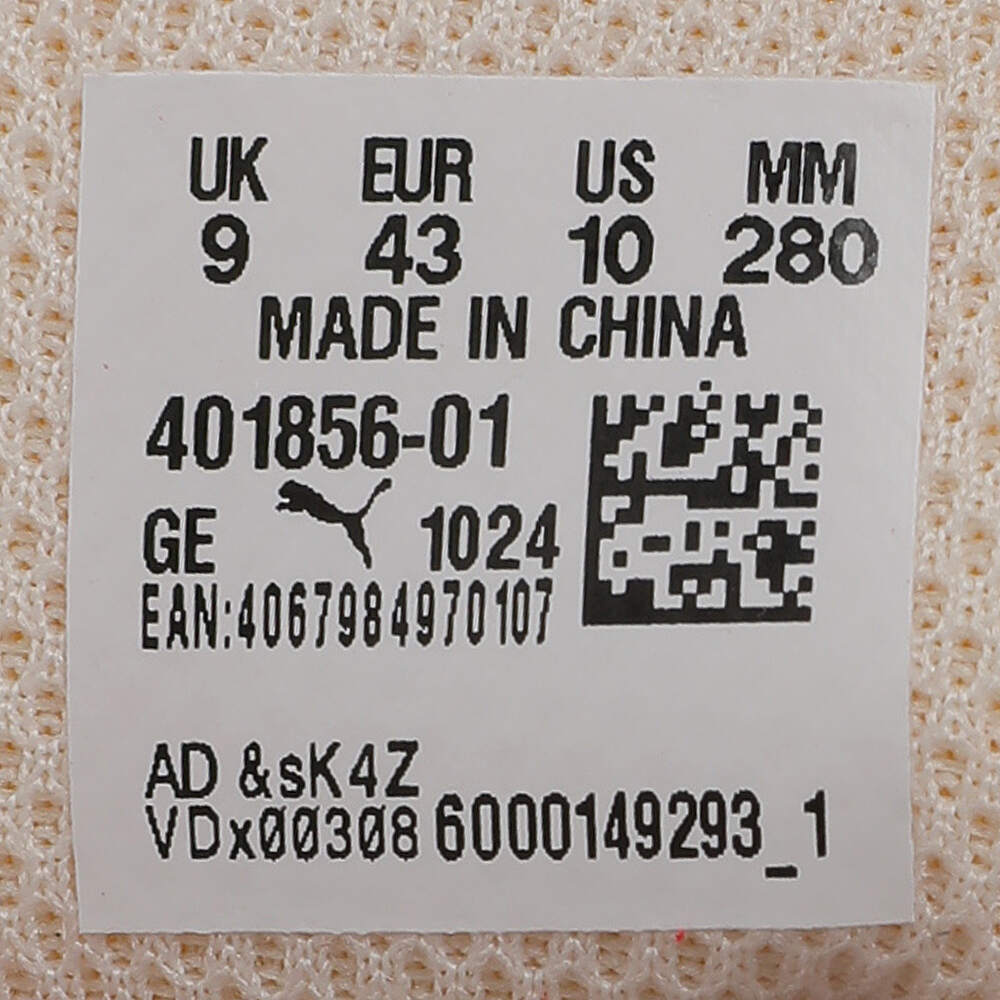 UK EUR US MM
9 43 10 280
MADE IN CHINA
401856-01
GE 1024
EAN:4067984970107
AD &sK4Z
VDxØØ3Ø8 6000149293_1